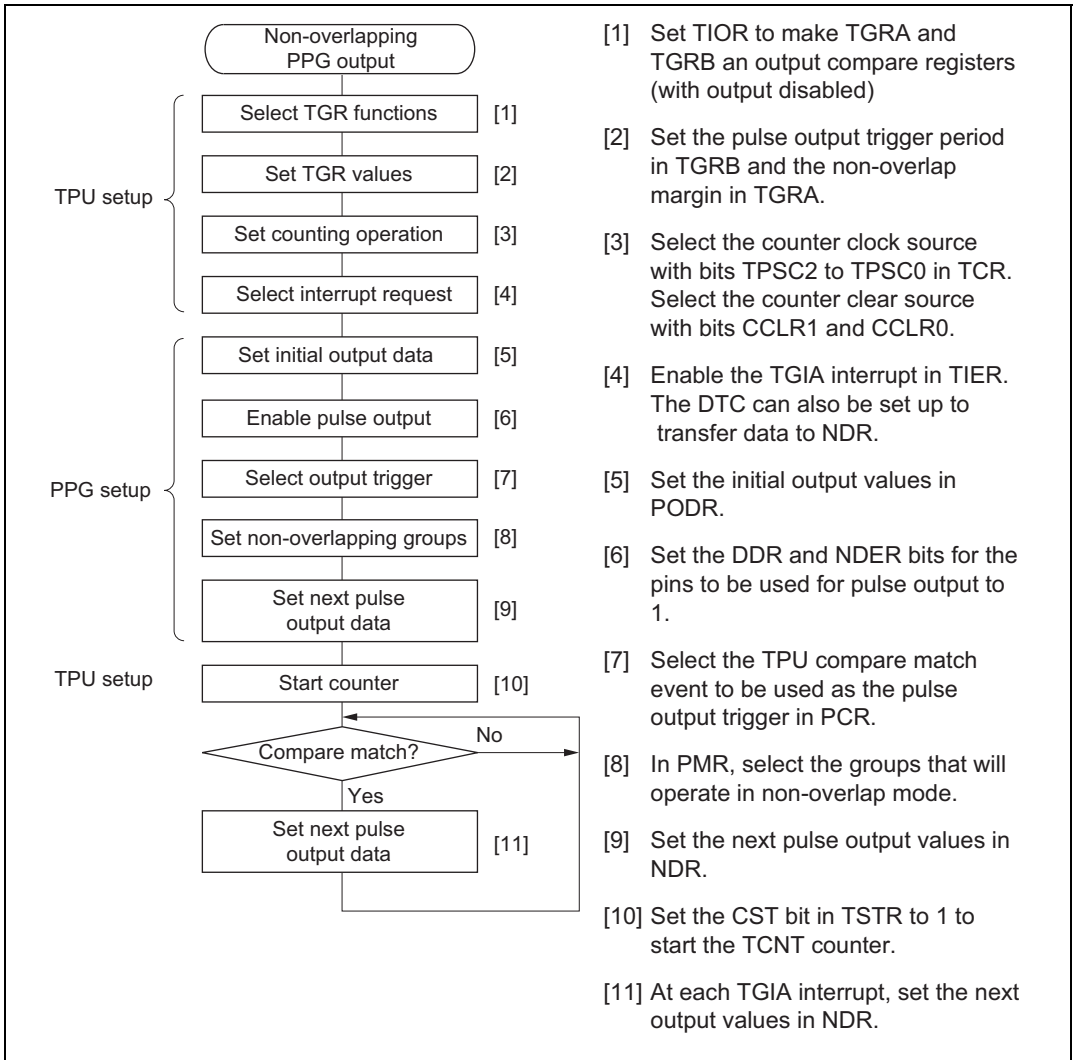 Non-overlapping
PPG output
TPU setup
Select TGR functions [1]
Set TGR values [2]
Set counting operation [3]
Select interrupt request [4]
PPG setup
Set initial output data [5]
Enable pulse output [6]
Select output trigger [7]
Set non-overlapping groups [8]
Set next pulse
output data [9]
TPU setup
Start counter [10]
Compare match?
No
Yes
Set next pulse
output data [11]
[1] Set TIOR to make TGRA and
TGRB an output compare registers
(with output disabled)
[2] Set the pulse output trigger period
in TGRB and the non-overlap
margin in TGRA.
[3] Select the counter clock source
with bits TPSC2 to TPSC0 in TCR.
Select the counter clear source
with bits CCLR1 and CCLR0.
[4] Enable the TGIA interrupt in TIER.
The DTC can also be set up to
transfer data to NDR.
[5] Set the initial output values in
PODR.
[6] Set the DDR and NDER bits for the
pins to be used for pulse output to
1.
[7] Select the TPU compare match
event to be used as the pulse
output trigger in PCR.
[8] In PMR, select the groups that will
operate in non-overlap mode.
[9] Set the next pulse output values in
NDR.
[10] Set the CST bit in TSTR to 1 to
start the TCNT counter.
[11] At each TGIA interrupt, set the next
output values in NDR.